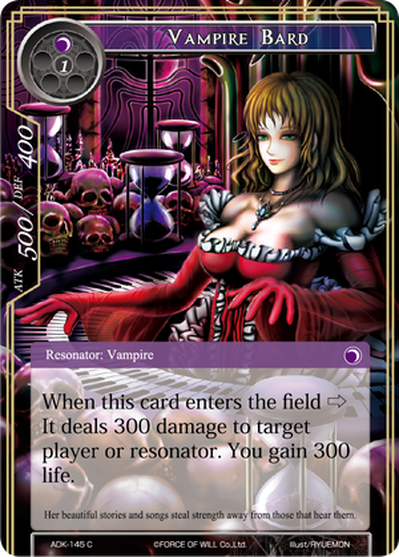 Vampire Bard
1
ATK 500 / DEF 400
Resonator: Vampire
When this card enters the field ⇨
It deals 300 damage to target
player or resonator. You gain 300
life.
Her beautiful stories and songs steal strength away from those that hear them.
ADK-145 C ©FORCE OF WILL Co.,Ltd. Illust/RYUEMON